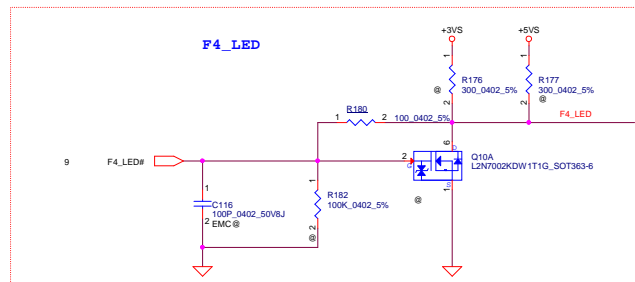 F4_LED
+3VS
+5VS
1
1
R176
300_0402_5%
R177
300_0402_5%
@
@
2
2
F4_LED
R180
1
2
100_0402_5%
6
D
9
F4_LED#
2
G
Q10A
L2N7002KDW1T1G_SOT363-6
1
S
1
C116
100P_0402_50V8J
2
EMC@
1
R182
100K_0402_5%
2
@
@